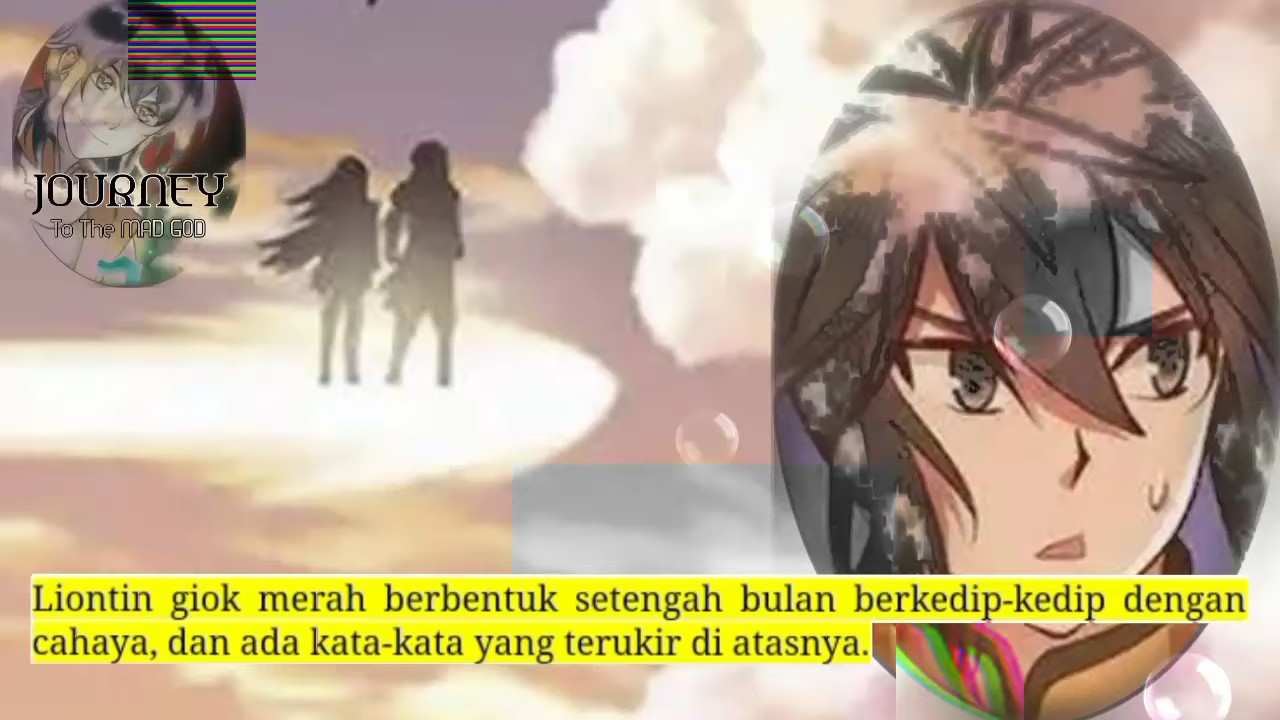 JOURNEY
To The MAD GOD
Liontin giok merah berbentuk setengah bulan berkedip-kedip dengan
cahaya, dan ada kata-kata yang terukir di atasnya.